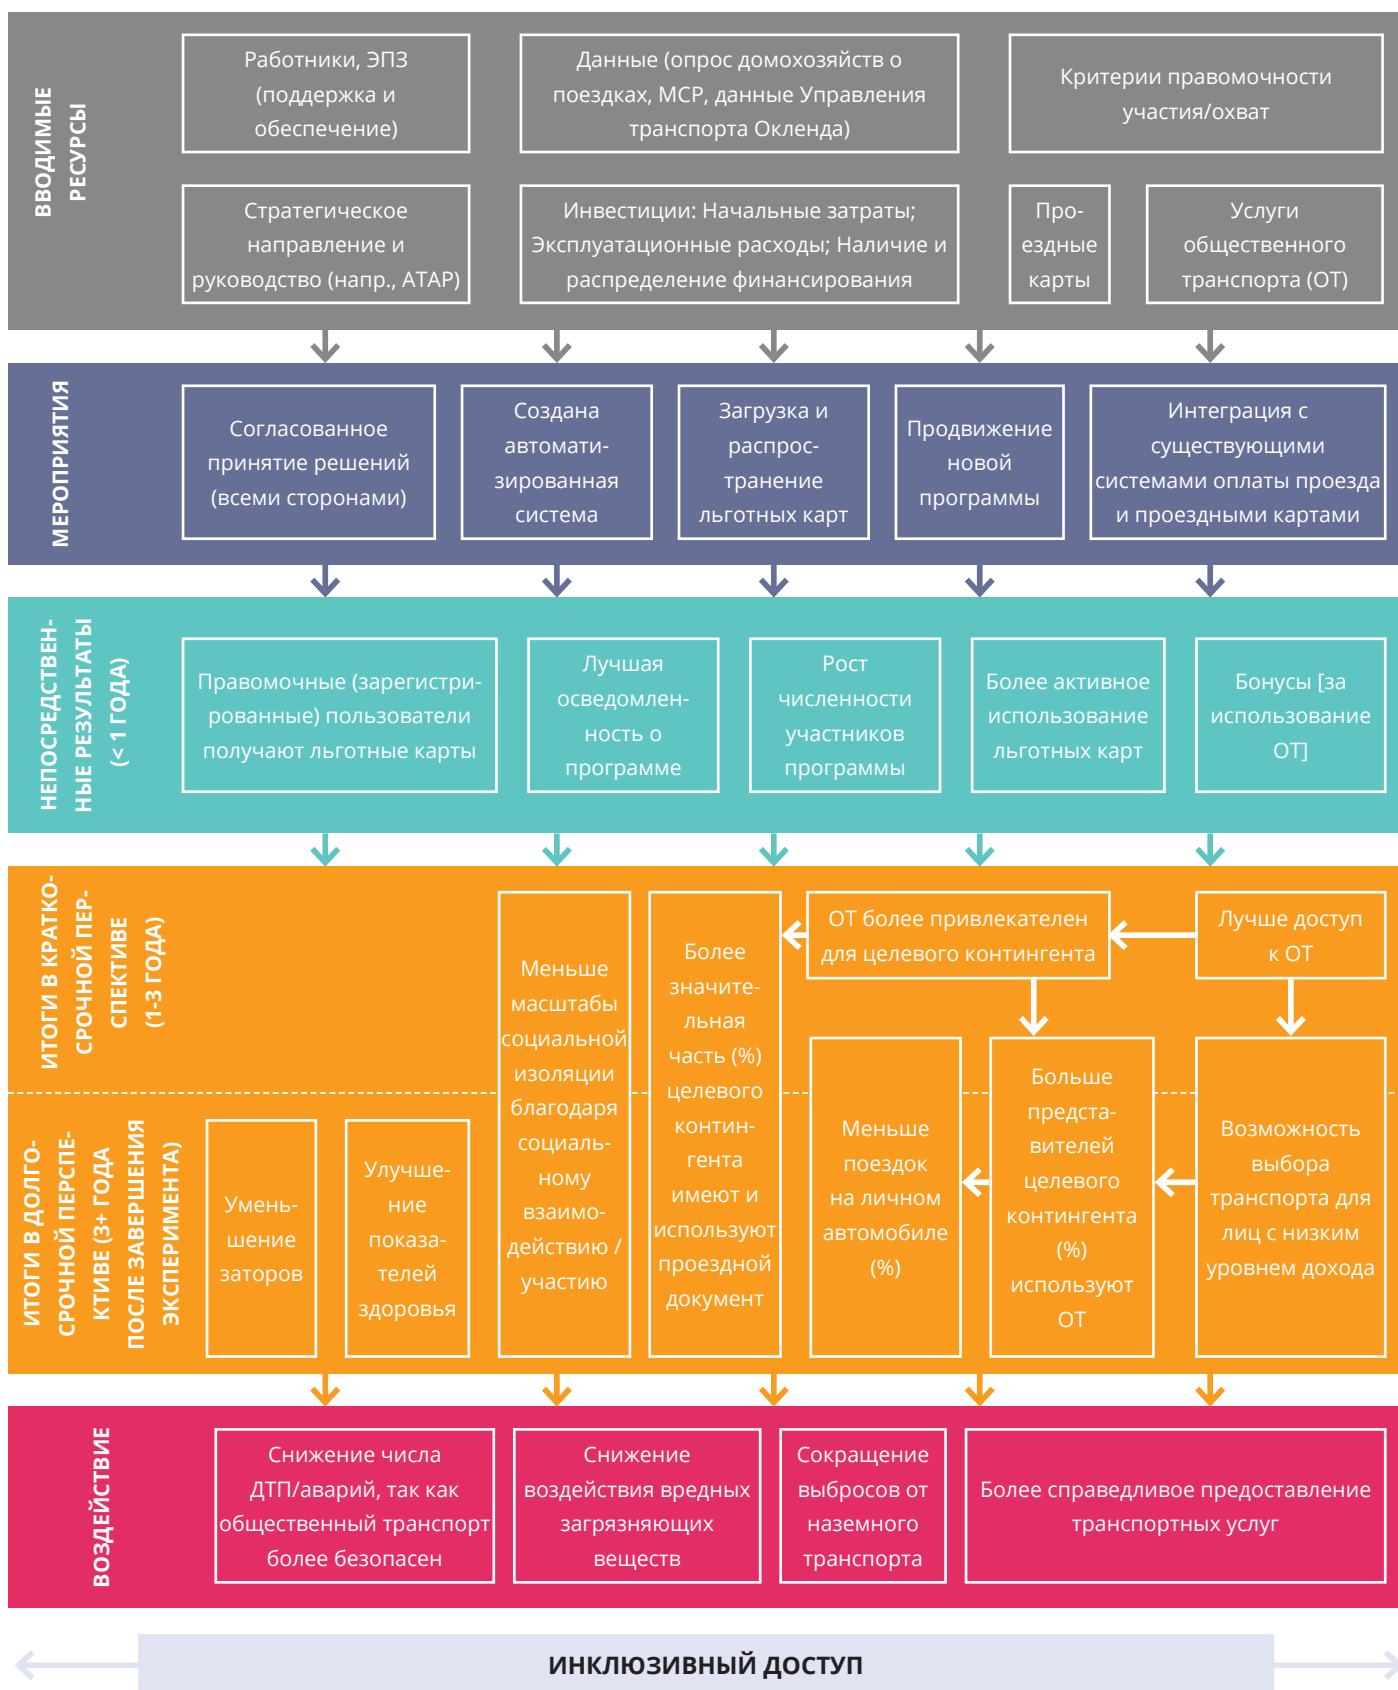 ВВОДИМЫЕ
РЕСУРСЫ
Работники, ЭПЗ
(поддержка и
обеспечение)
Данные (опрос домохозяйств о
поездках, МСР, данные Управления
транспорта Окленда)
Критерии правомочности
участия/охват
Стратегическое
направление и
руководство (напр., АТАР)
Инвестиции: Начальные затраты;
Эксплуатационные расходы; Наличие и
распределение финансирования
Про-
ездные
карты
Услуги
общественного
транспорта (ОТ)
МЕРОПРИЯТИЯ
Согласованное
принятие решений
(всеми сторонами)
Создана
автомати-
зированная
система
Загрузка и
распрос-
транение
льготных карт
Продвижение
новой
программы
Интеграция с
существующими
системами оплаты проезда
и проездными картами
НЕПОСРЕДСТВЕН-
НЫЕ РЕЗУЛЬТАТЫ
(< 1 ГОДА)
Правомочные (зарегистри-
рованные) пользователи
получают льготные карты
Лучшая
осведомлен-
ность о
программе
Рост
численности
участников
программы
Более активное
использование
льготных карт
Бонусы [за
использование
ОТ]
ИТОГИ В КРАТКО-
СРОЧНОЙ ПЕР-
СПЕКТИВЕ
(1-3 ГОДА)
Меньше
масштабы
социальной
изоляции
благодаря
социаль-
ному
взаимо-
действию /
участию
Более
значите-
льная
часть (%)
целевого
контин-
гента
имеют и
используют
проездной
документ
ОТ более привлекателен
для целевого контингента
Лучше доступ
к ОТ
ИТОГИ В ДОЛГО-
СРОЧНОЙ ПЕРСПЕ-
КТИВЕ (3+ ГОДА
ПОСЛЕ ЗАВЕРШЕНИЯ
ЭКСПЕРИМЕНТА)
Умень-
шение
заторов
Улучше-
ние
показа-
телей
здоровья
Меньше
поездок
на личном
автомобиле
(%)
Больше
предста-
вителей
целевого
контингента
(%)
используют
ОТ
Возможность
выбора
транспорта для
лиц с низким
уровнем дохода
ВОЗДЕЙСТВИЕ
Снижение числа
ДТП/аварий, так как
общественный транспорт
более безопасен
Снижение
воздействия вредных
загрязняющих
веществ
Сокращение
выбросов от
наземного
транспорта
Более справедливое предоставление
транспортных услуг
ИНКЛЮЗИВНЫЙ ДОСТУП